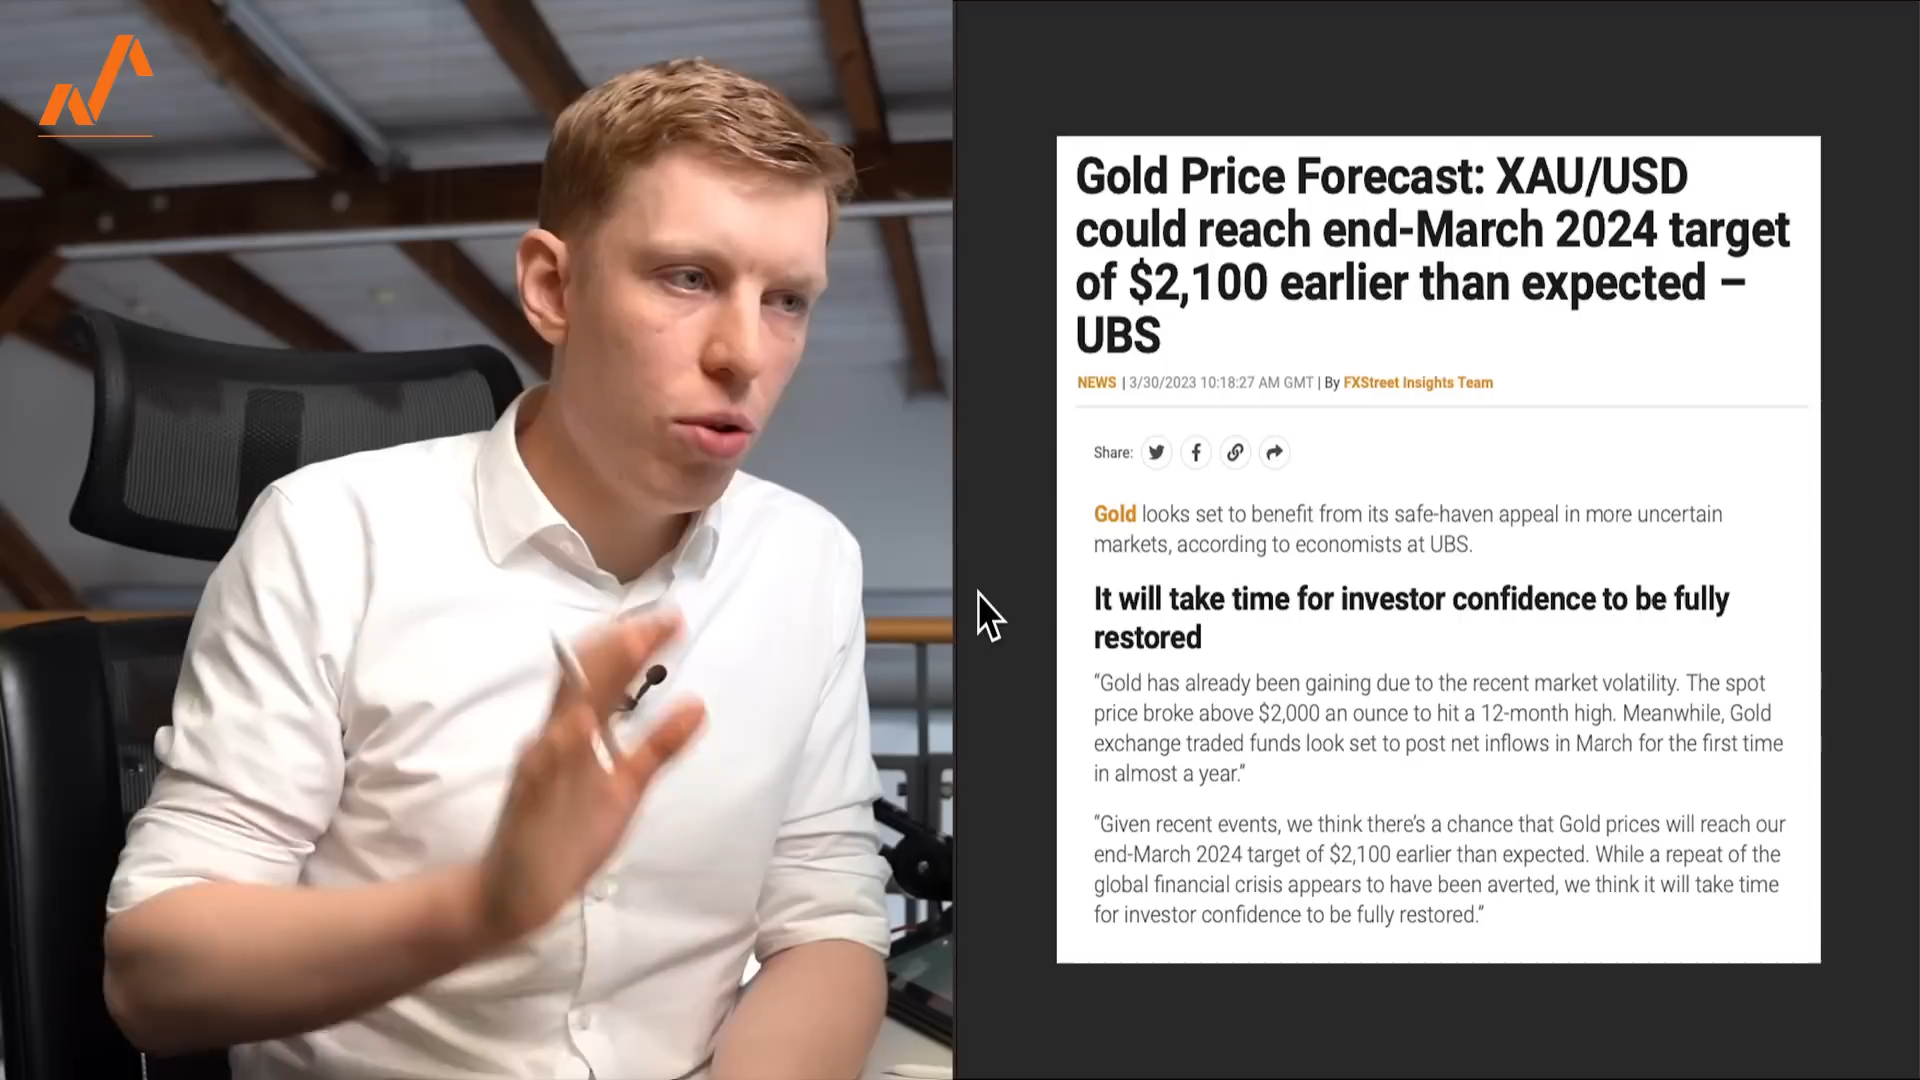 Gold Price Forecast: XAU/USD
could reach end-March 2024 target
of $2,100 earlier than expected –
UBS
NEWS | 3/30/2023 10:18:27 AM GMT | By FXStreet Insights Team
Share:
Gold looks set to benefit from its safe-haven appeal in more uncertain
markets, according to economists at UBS.
It will take time for investor confidence to be fully
restored
“Gold has already been gaining due to the recent market volatility. The spot
price broke above $2,000 an ounce to hit a 12-month high. Meanwhile, Gold
exchange traded funds look set to post net inflows in March for the first time
in almost a year.”
“Given recent events, we think there’s a chance that Gold prices will reach our
end-March 2024 target of $2,100 earlier than expected. While a repeat of the
global financial crisis appears to have been averted, we think it will take time
for investor confidence to be fully restored.”